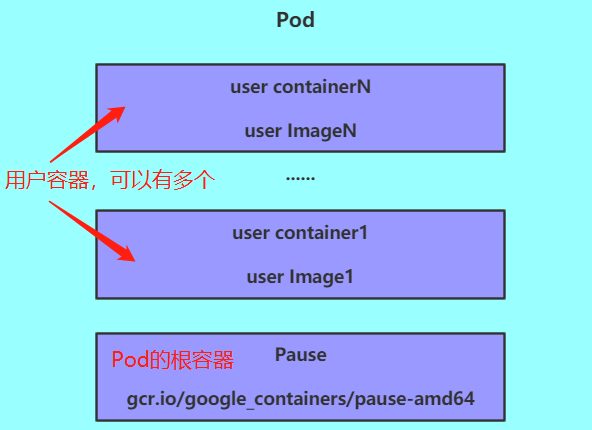 Pod
user containerN
user ImageN
用户容器，可以有多个
......
user container1
user Image1
Pod的根容器
Pause
gcr.io/google_containers/pause-amd64